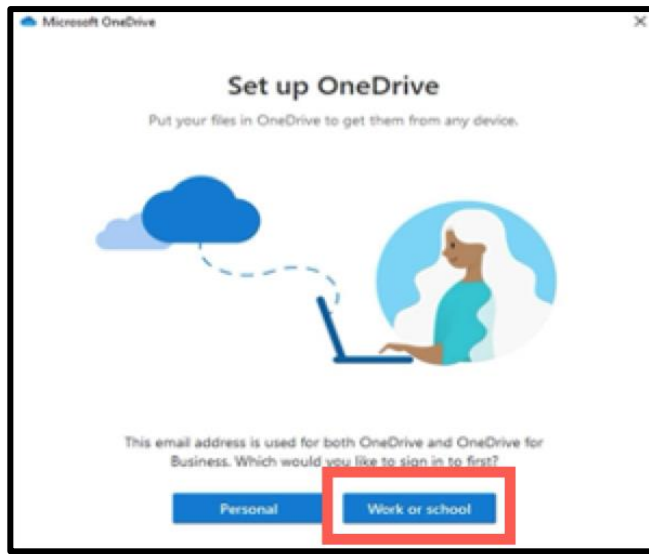 Microsoft OneDrive
Set up OneDrive
Put your files in OneDrive to get them from any device.
This email address is used for both OneDrive and OneDrive for
Business. Which would you like to sign in to first?
Personal
Work or school